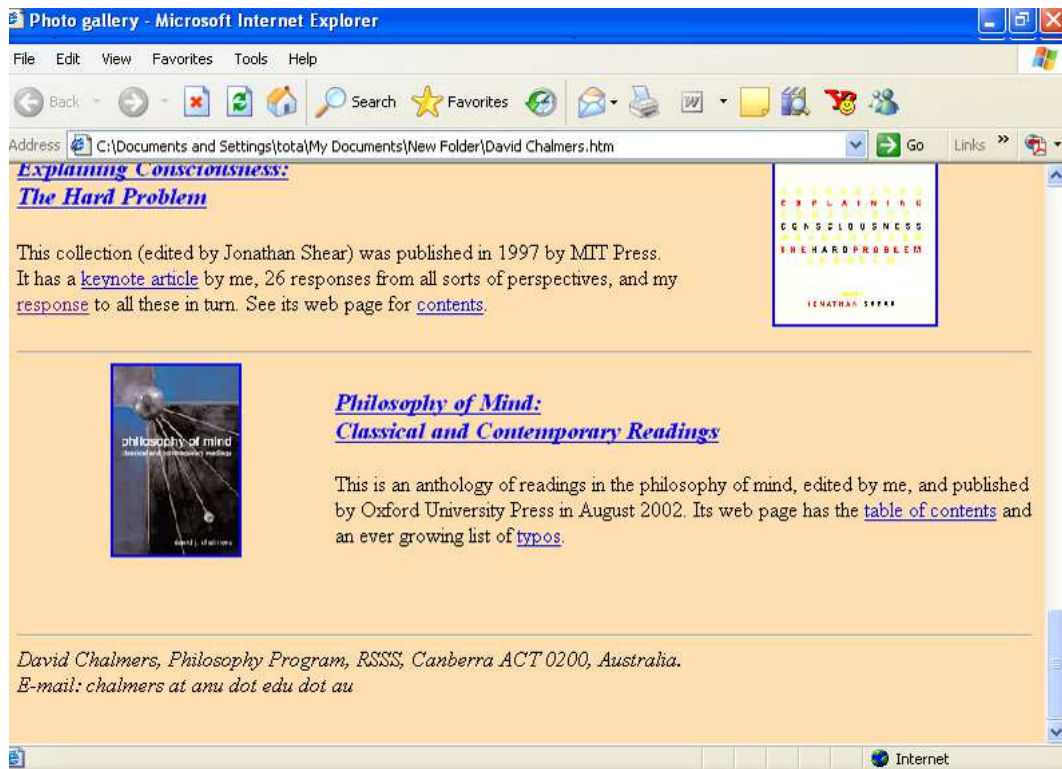 Photo gallery - Microsoft Internet Explorer
File Edit View Favorites Tools Help
Back Search Favorites
Address C:\Documents and Settings\tota\My Documents\New Folder\David Chalmers.htm Go Links »
Explaining Consciousness:
The Hard Problem
EXPLAINING
CONSCIOUSNESS
THE HARD PROBLEM
JONATHAN SHEAR
This collection (edited by Jonathan Shear) was published in 1997 by MIT Press.
It has a keynote article by me, 26 responses from all sorts of perspectives, and my
response to all these in turn. See its web page for contents.
philosophy of mind
classical and contemporary readings
david j. chalmers
Philosophy of Mind:
Classical and Contemporary Readings
This is an anthology of readings in the philosophy of mind, edited by me, and published
by Oxford University Press in August 2002. Its web page has the table of contents and
an ever growing list of typos.
David Chalmers, Philosophy Program, RSSS, Canberra ACT 0200, Australia.
E-mail: chalmers at anu dot edu dot au
Internet